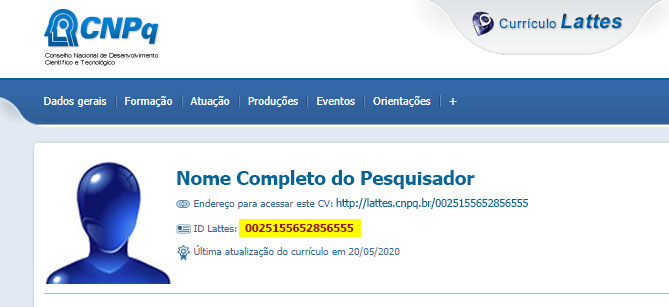 CNPq
Conselho Nacional de Desenvolvimento
Científico e Tecnológico
Currículo Lattes
Dados gerais Formação Atuação Produções Eventos Orientações +
Nome Completo do Pesquisador
Endereço para acessar este CV: http://lattes.cnpq.br/0025155652856555
ID Lattes: 0025155652856555
Última atualização do currículo em 20/05/2020